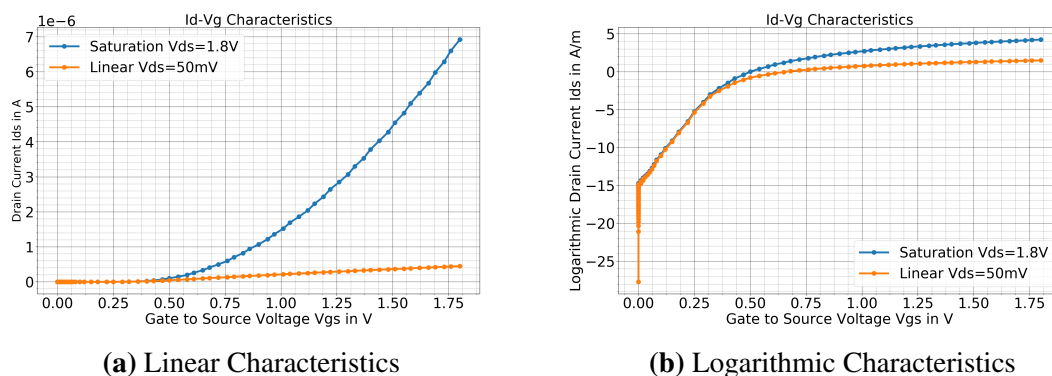 Id-Vg Characteristics
1e−6
7
6
5
4
3
2
1
0
Drain Current Ids in A
Saturation Vds=1.8V
Linear Vds=50mV
0.00 0.25 0.50 0.75 1.00 1.25 1.50 1.75
Gate to Source Voltage Vgs in V
(a) Linear Characteristics
Id-Vg Characteristics
5
0
−5
−10
−15
−20
−25
Logarithmic Drain Current Ids in A/m
Saturation Vds=1.8V
Linear Vds=50mV
0.00 0.25 0.50 0.75 1.00 1.25 1.50 1.75
Gate to Source Voltage Vgs in V
(b) Logarithmic Characteristics